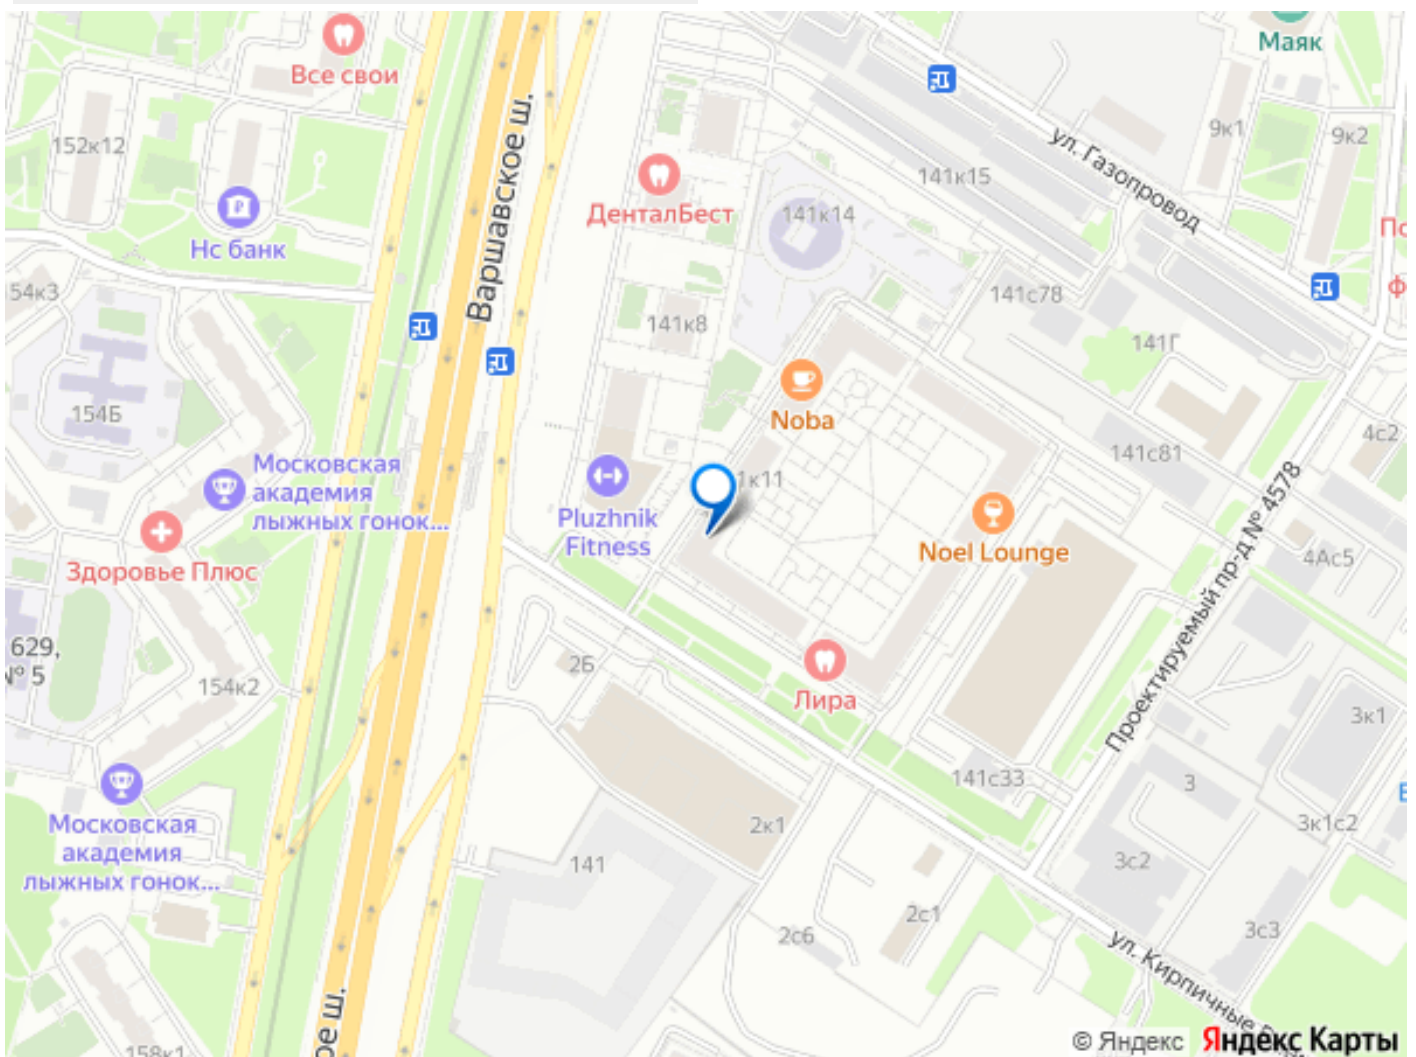 Все свои
Маяк
Варшавское ш.
152к12
ул. Газопровод
9к1
9к2
ДенталБест
141к14
141к15
Нс банк
54к3
141с78
141к8
141Г
154Б
Noba
4с2
Московская
академия
лыжных гонок...
1к11
141с81
Pluzhnik
Fitness
Noel Lounge
Здоровье Плюс
Проектируемый пр-д № 4578
4Ас5
629,
№ 5
154к2
2Б
Лира
3к1
141с33
3
Московская
академия
лыжных гонок...
2к1
3к1с2
141
3с2
2с1
2с6
3с3
ул. Кирпичные
ое ш.
158к1
© Яндекс Яндекс Карты